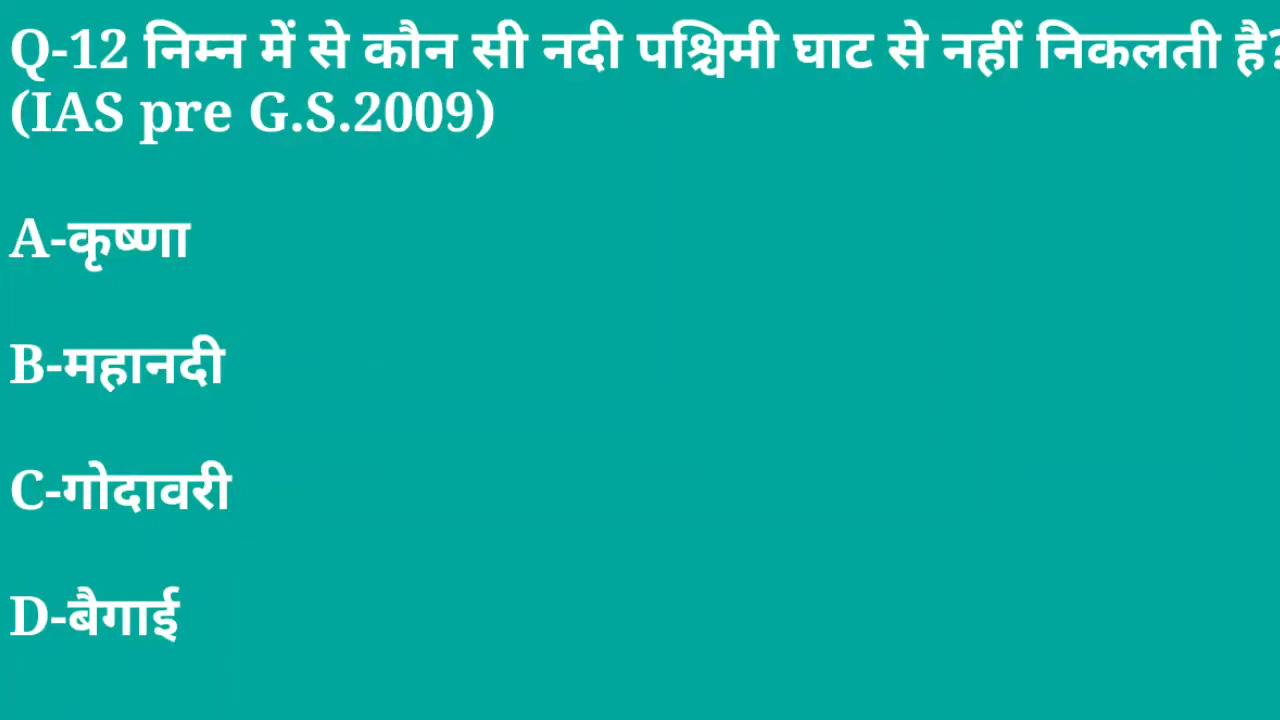 Q-12 निम्न में से कौन सी नदी पश्चिमी घाट से नहीं निकलती है?
(IAS pre G.S.2009)
A-कृष्णा
B-महानदी
C-गोदावरी
D-बैगाई